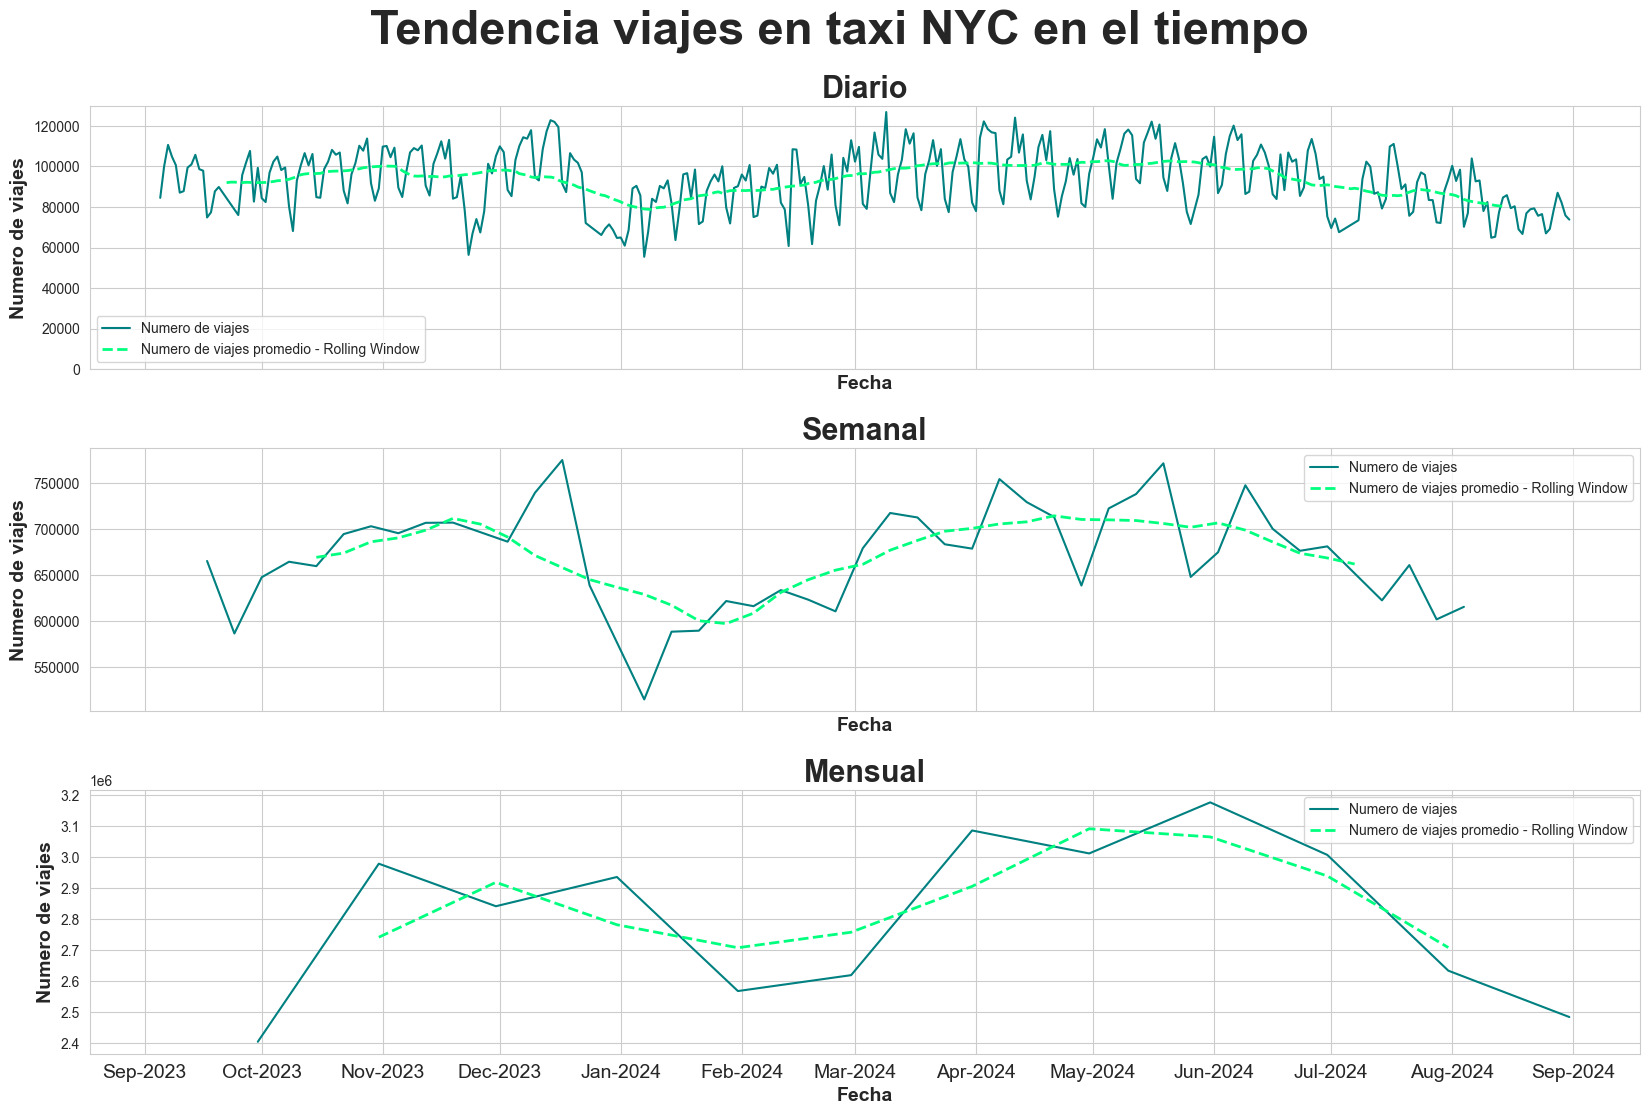 Tendencia viajes en taxi NYC en el tiempo
Diario
Numero de viajes
120000
100000
80000
60000
40000
20000
0
Numero de viajes
Numero de viajes promedio - Rolling Window
Fecha
Semanal
Numero de viajes
750000
700000
650000
600000
550000
Numero de viajes
Numero de viajes promedio - Rolling Window
Fecha
Mensual
1e6
Numero de viajes
3.2
3.1
3.0
2.9
2.8
2.7
2.6
2.5
2.4
Numero de viajes
Numero de viajes promedio - Rolling Window
Sep-2023 Oct-2023 Nov-2023 Dec-2023 Jan-2024 Feb-2024 Mar-2024 Apr-2024 May-2024 Jun-2024 Jul-2024 Aug-2024 Sep-2024
Fecha